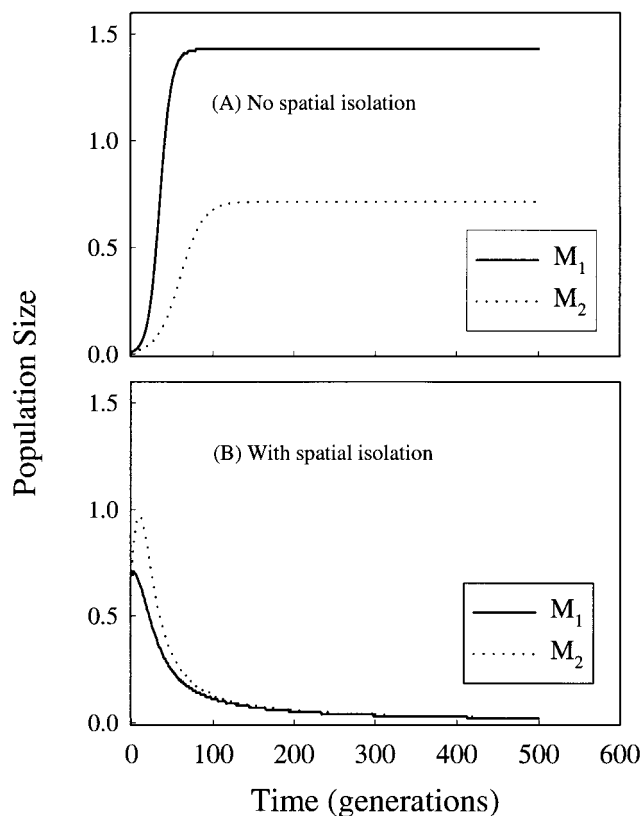 1.5
(A) No spatial isolation
1.0
0.5
M1
M2
0.0
Population Size
1.5
(B) With spatial isolation
1.0
0.5
M1
M2
0.0
0 100 200 300 400 500 600
Time (generations)